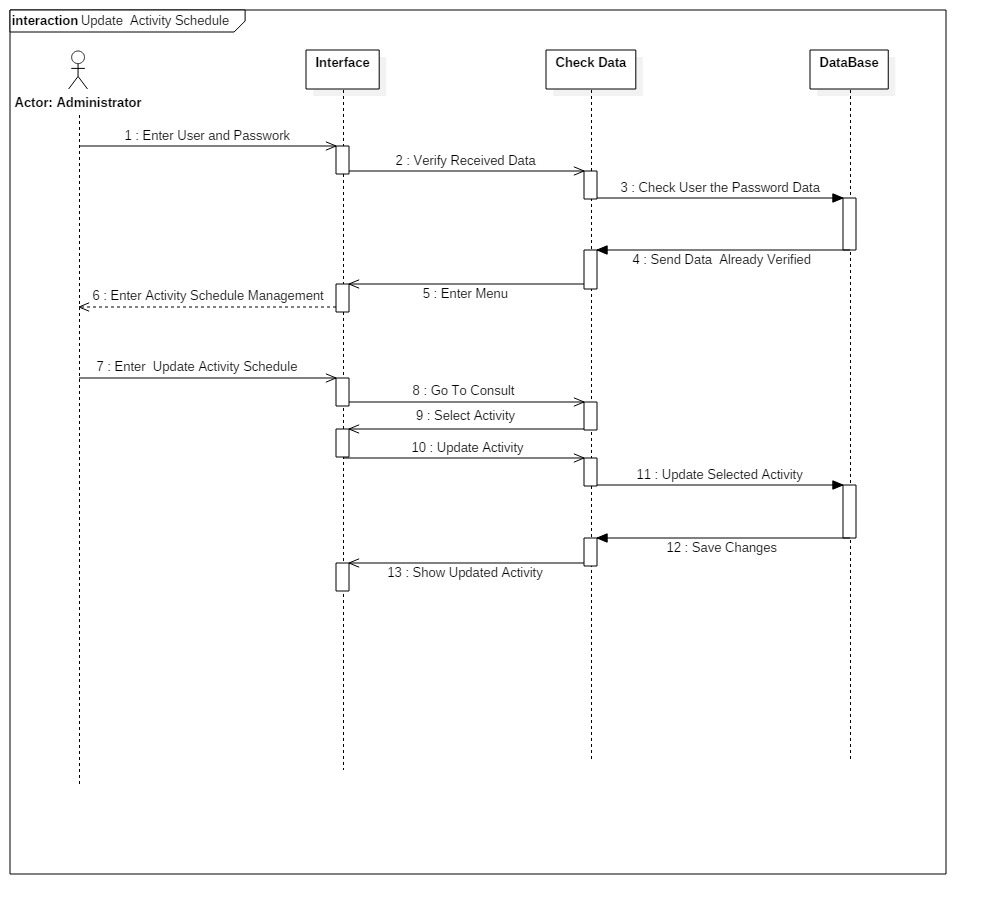 interaction Update  Activity Schedule
Interface
Check Data
DataBase
Actor: Administrator
1 : Enter User and Passwork
2 : Verify Received Data
3 : Check User the Password Data
4 : Send Data  Already Verified
5 : Enter Menu
6 : Enter Activity Schedule Management
7 : Enter  Update Activity Schedule
8 : Go To Consult
9 : Select Activity
10 : Update Activity
11 : Update Selected Activity
12 : Save Changes
13 : Show Updated Activity